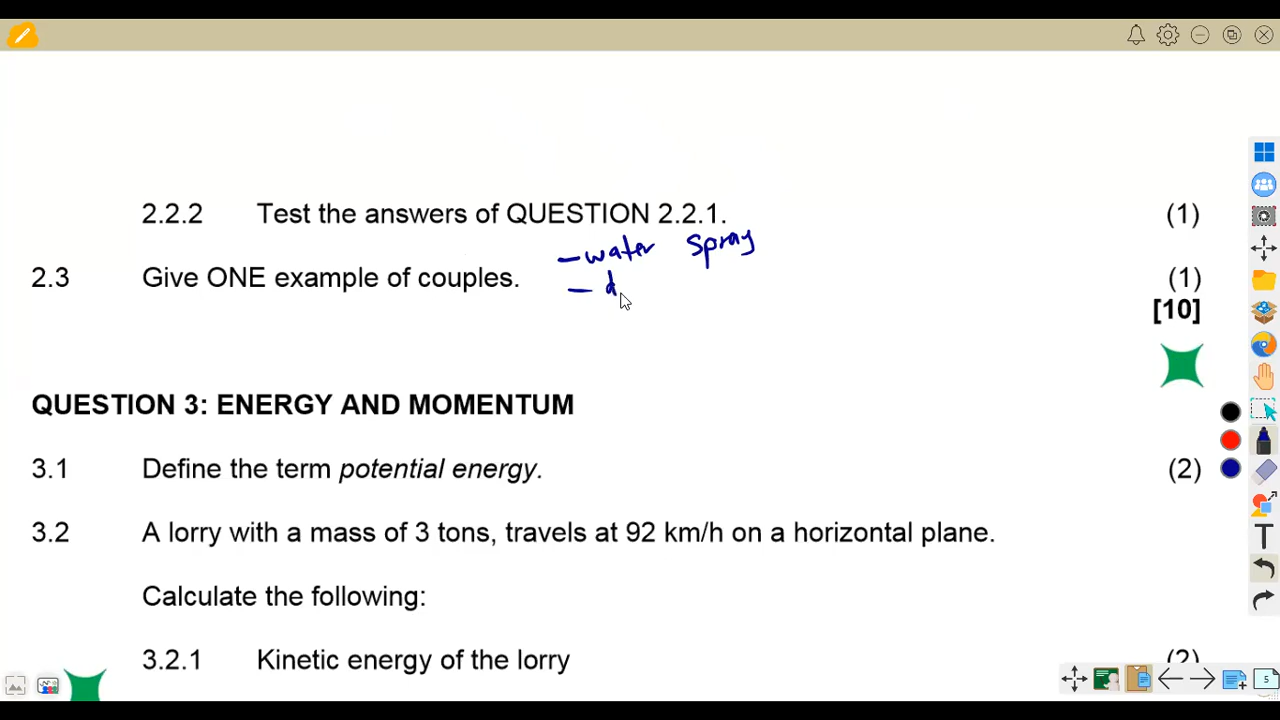 2.2.2 Test the answers of QUESTION 2.2.1. (1)
– water spray
2.3 Give ONE example of couples. (1)
– d
[10]
QUESTION 3: ENERGY AND MOMENTUM
3.1 Define the term potential energy. (2)
3.2 A lorry with a mass of 3 tons, travels at 92 km/h on a horizontal plane.
Calculate the following:
3.2.1 Kinetic energy of the lorry (2)
T
5